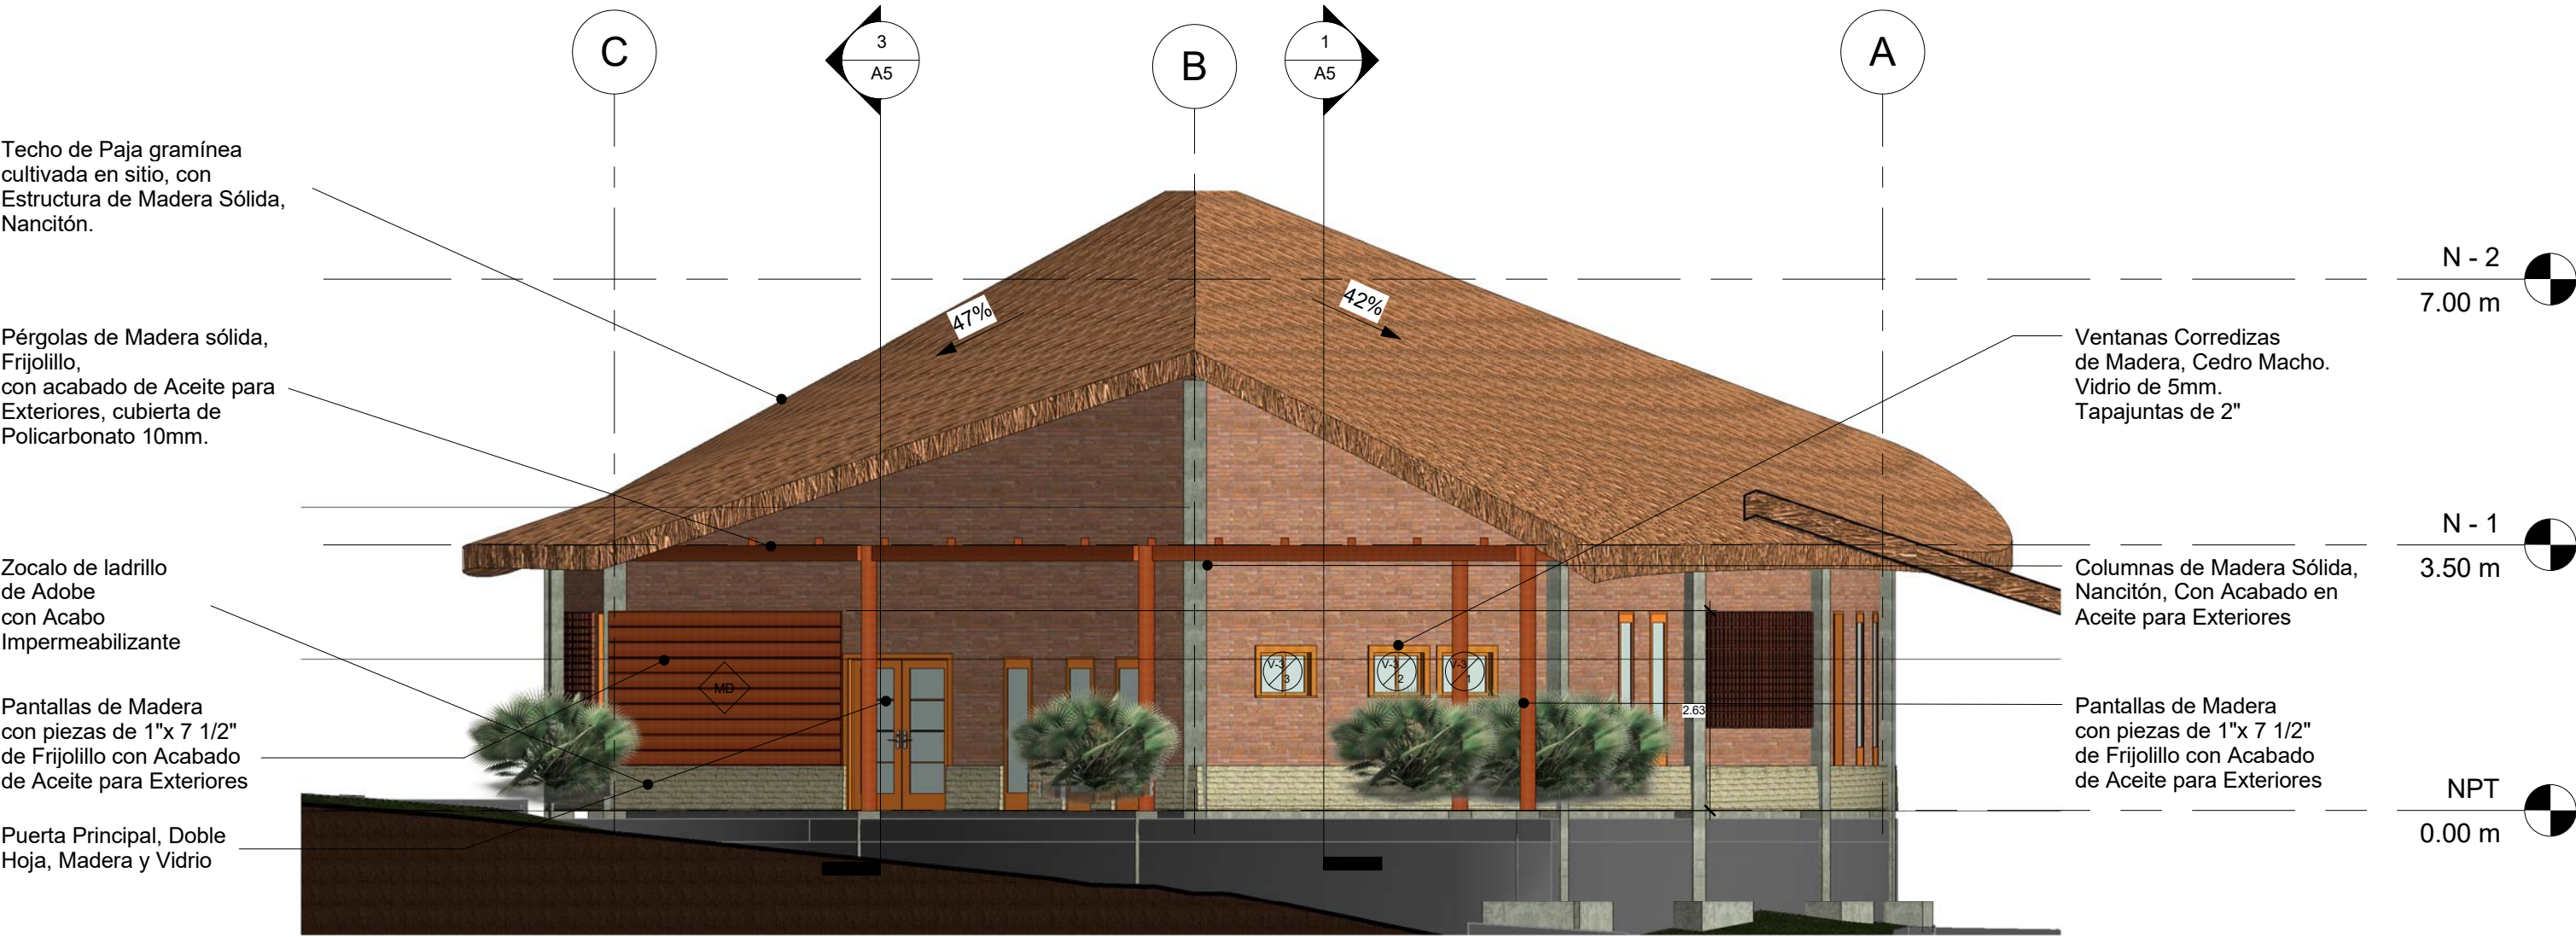 C
3
A5
B
1
A5
A
Techo de Paja gramínea
cultivada en sitio, con
Estructura de Madera Sólida,
Nancitón.
Pérgolas de Madera sólida,
Frijolillo,
con acabado de Aceite para
Exteriores, cubierta de
Policarbonato 10mm.
Zocalo de ladrillo
de Adobe
con Acabo
Impermeabilizante
Pantallas de Madera
con piezas de 1"x 7 1/2"
de Frijolillo con Acabado
de Aceite para Exteriores
Puerta Principal, Doble
Hoja, Madera y Vidrio
47%
42%
MD
V-3
3
V-3
2
V-3
1
2.63
Ventanas Corredizas
de Madera, Cedro Macho.
Vidrio de 5mm.
Tapajuntas de 2"
Columnas de Madera Sólida,
Nancitón, Con Acabado en
Aceite para Exteriores
Pantallas de Madera
con piezas de 1"x 7 1/2"
de Frijolillo con Acabado
de Aceite para Exteriores
N - 2
7.00 m
N - 1
3.50 m
NPT
0.00 m